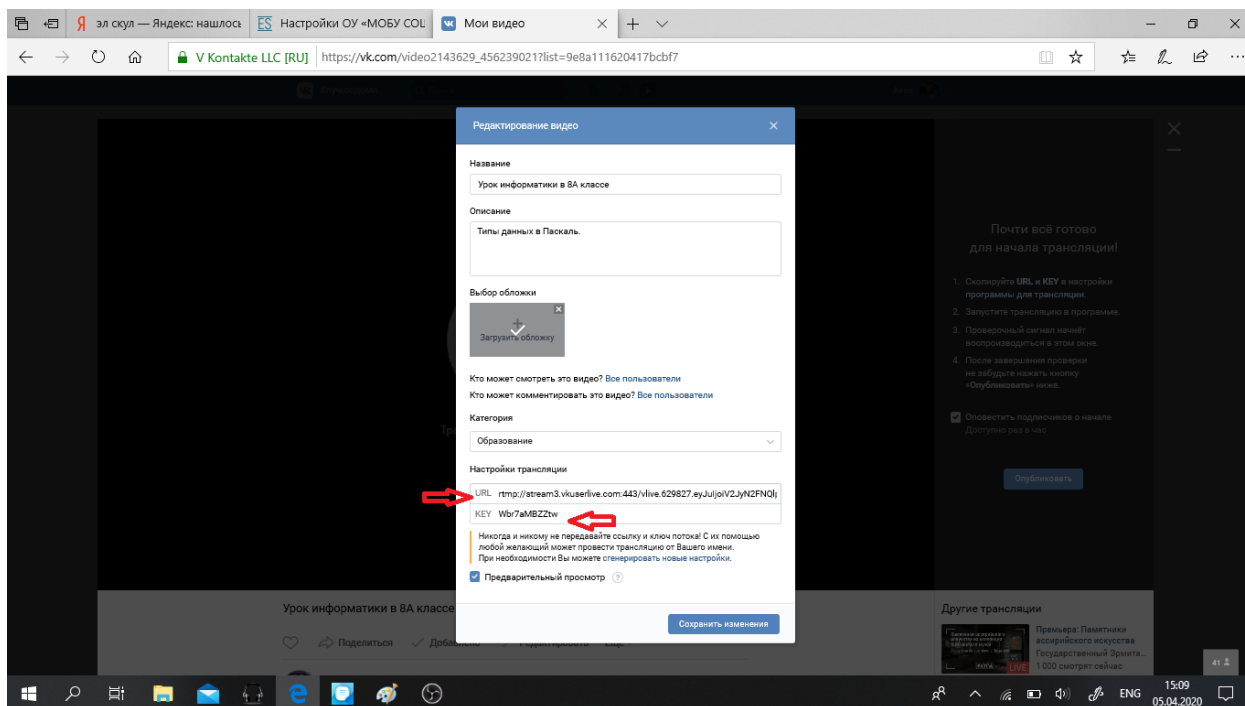 эл скул — Яндекс: нашлось
ES Настройки ОУ «МОБУ СОЦ
Мои видео
V Kontakte LLC [RU] https://vk.com/video2143629_456239021?list=9e8a111620417bcbf7
Редактирование видео
Название
Урок информатики в 8А классе
Описание
Типы данных в Паскаль.
Выбор обложки
Загрузить обложку
Кто может смотреть это видео? Все пользователи
Кто может комментировать это видео? Все пользователи
Категория
Образование
Настройки трансляции
URL rtmp://stream3.vkuserlive.com:443/vlive.629827.eyJuIjoiV2JyN2FNQlp
KEY Wbr7aMBZZtw
Никогда и никому не передавайте ссылку и ключ потока! С их помощью
любой желающий может провести трансляцию от Вашего имени.
При необходимости Вы можете сгенерировать новые настройки.
Предварительный просмотр ?
Сохранить изменения
Почти всё готово
для начала трансляции!
1. Скопируйте URL и KEY в настройки
программы для трансляции.
2. Запустите трансляцию в программе.
3. Проверочный сигнал начнёт
воспроизводиться в этом окне.
4. После завершения проверки
не забудьте нажать кнопку
«Опубликовать» ниже.
Оповестить подписчиков о начале
Доступно раз в час
Опубликовать
Урок информатики в 8А классе
Поделиться
Другие трансляции
Премьера: Памятники
ассирийского искусства
Государственный Эрмита...
1 000 смотрят сейчас
LIVE
41
ENG
15:09
05.04.2020